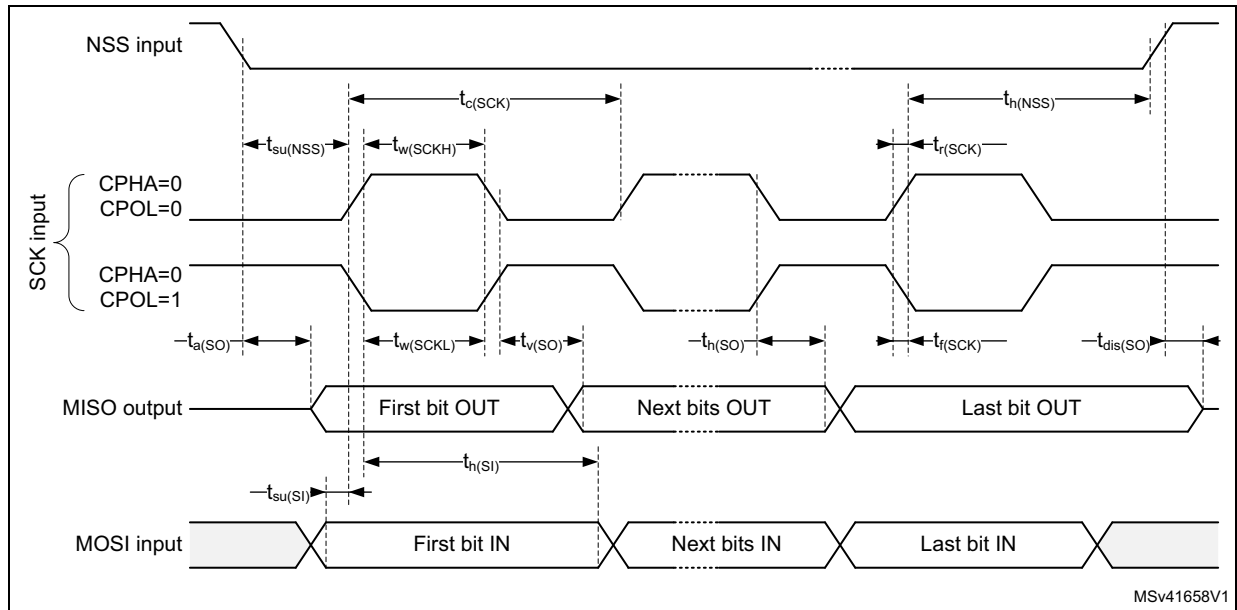 NSS input
tc(SCK)
th(NSS)
tsu(NSS)
tw(SCKH)
tr(SCK)
SCK input
CPHA=0
CPOL=0
CPHA=0
CPOL=1
ta(SO)
tw(SCKL)
tv(SO)
th(SO)
tf(SCK)
tdis(SO)
MISO output
First bit OUT
Next bits OUT
Last bit OUT
th(SI)
tsu(SI)
MOSI input
First bit IN
Next bits IN
Last bit IN
MSv41658V1